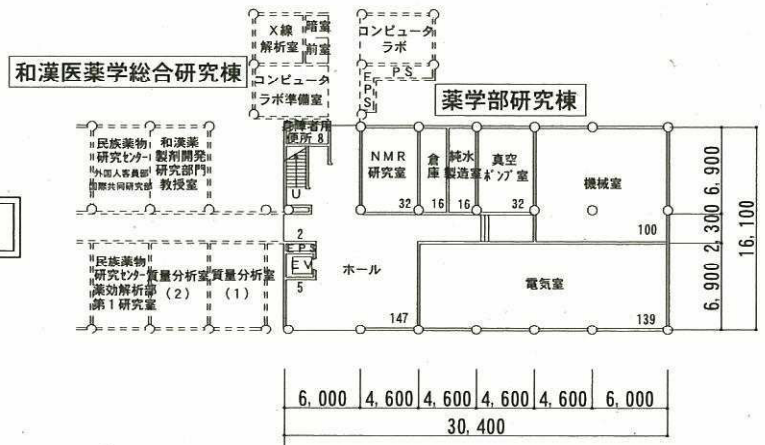 X線
解析室
暗室
前室
コンピュータ
ラボ
和漢医薬学総合研究棟
コンピュータ
ラボ準備室
EPS
PS
薬学部研究棟
身障者用
便所 8
民族薬物
研究センター
外国人客員部
国際共同研究部
和漢薬
製剤開発
研究部門
教授室
U
2
NMR
研究室
32
倉庫
16
純水
製造室
16
真空
ポンプ室
32
機械室
100
6,900
2,300
6,900
16,100
民族薬物
研究センター
薬効解析部
第1研究室
質量分析室
(2)
質量分析室
(1)
EPS
EV
5
ホール
147
電気室
139
6,000
4,600
4,600
4,600
4,600
6,000
30,400